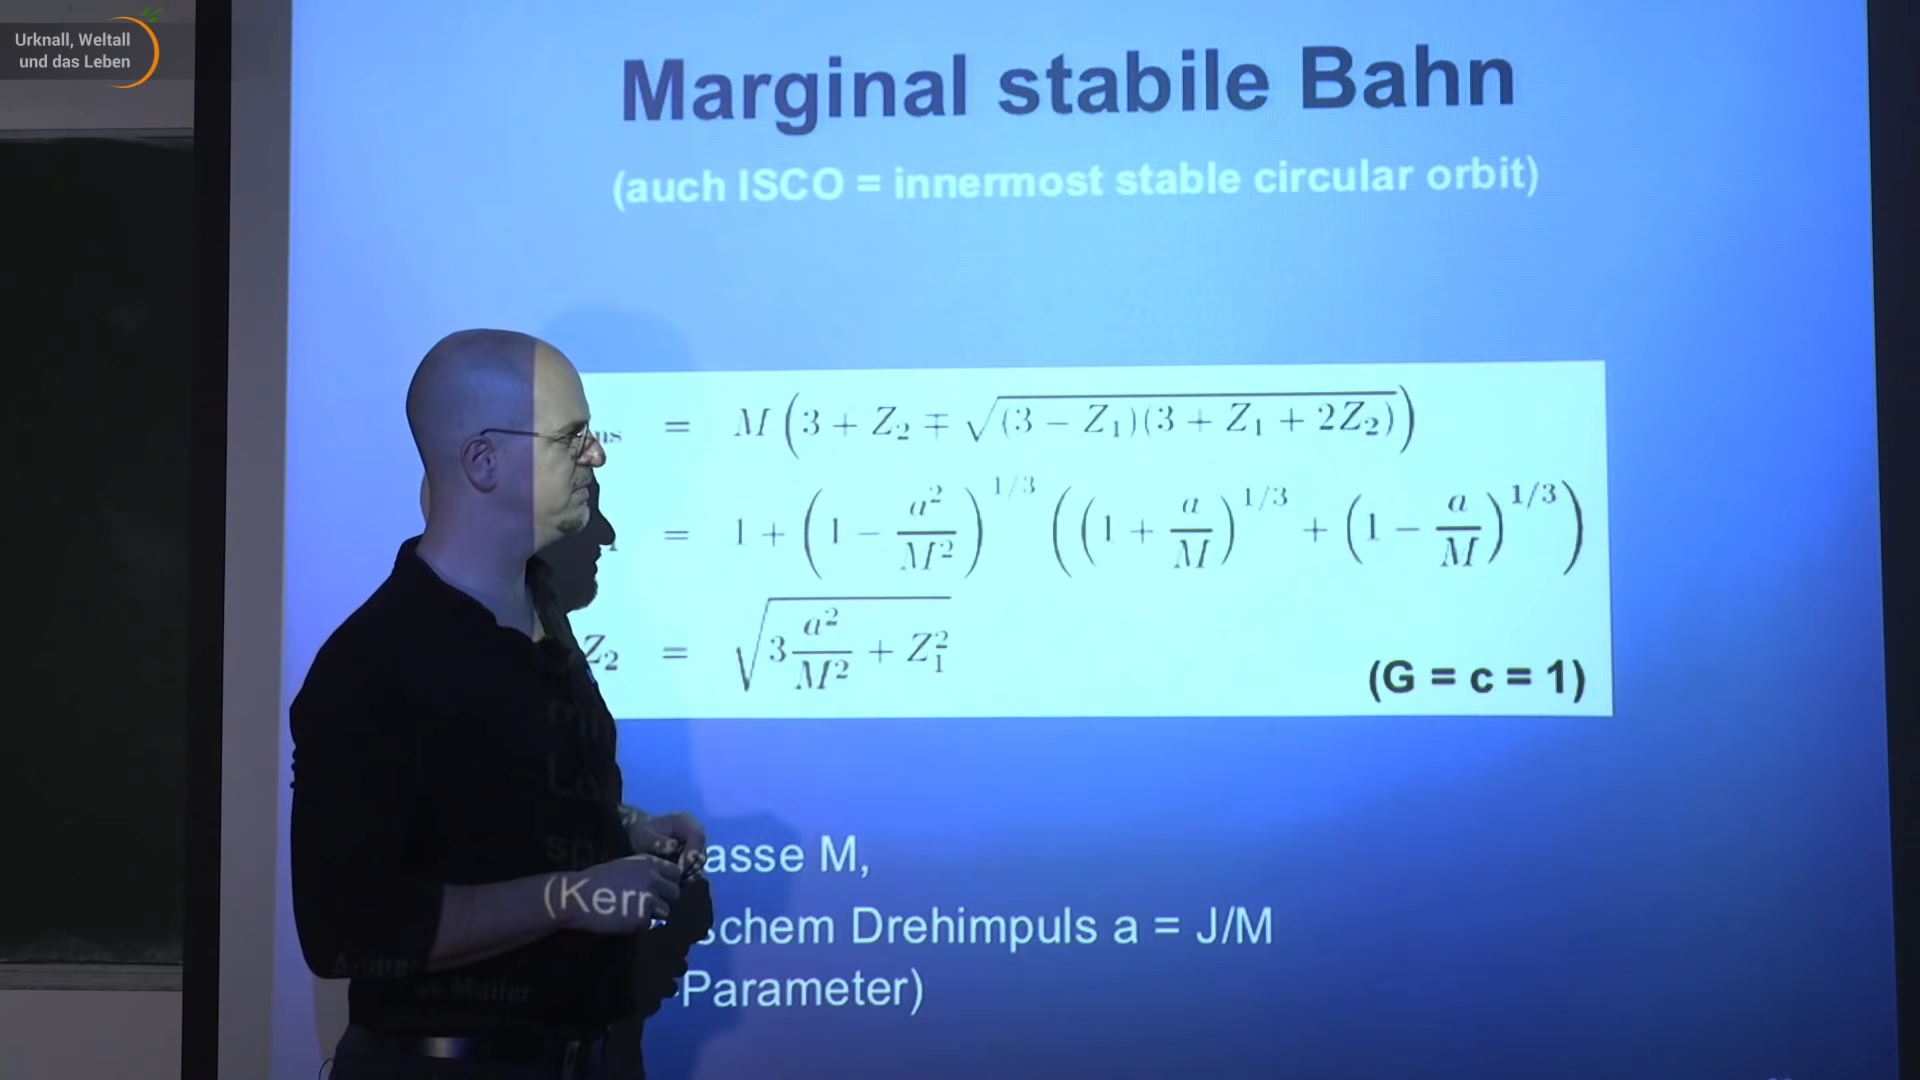 Urknall, Weltall
und das Leben
Marginal stabile Bahn
(auch ISCO = innermost stable circular orbit)
ms = M(3 + Z₂ ∓ √((3 − Z₁)(3 + Z₁ + 2Z₂)))
= 1 + (1 − a²/M²)^1/3 ((1 + a/M)^1/3 + (1 − a/M)^1/3)
Z₂ = √(3 a²/M² + Z₁²)
(G = c = 1)
asse M,
schem Drehimpuls a = J/M
(Kerr
-Parameter)
Müller